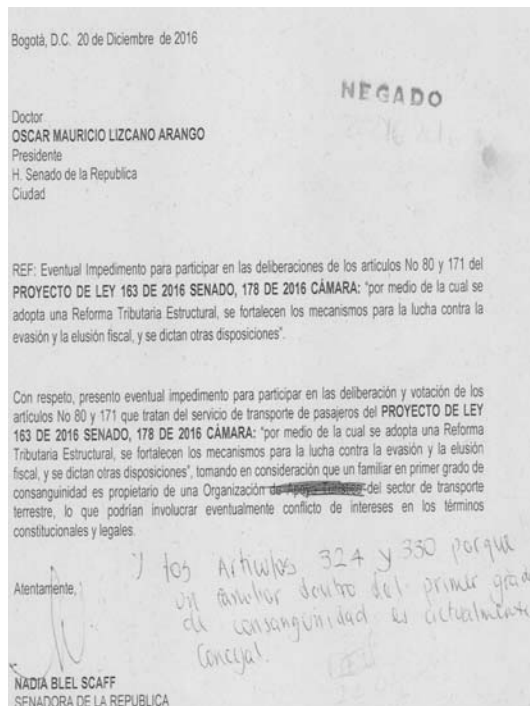 Bogotá, D.C. 20 de Diciembre de 2016
NEGADO
Doctor
OSCAR MAURICIO LIZCANO ARANGO
Presidente
H. Senado de la Republica
Ciudad
REF: Eventual Impedimento para participar en las deliberaciones de los artículos No 80 y 171 del
PROYECTO DE LEY 163 DE 2016 SENADO, 178 DE 2016 CÁMARA: "por medio de la cual se
adopta una Reforma Tributaria Estructural, se fortalecen los mecanismos para la lucha contra la
evasión y la elusión fiscal, y se dictan otras disposiciones".
Con respeto, presento eventual impedimento para participar en las deliberación y votación de los
artículos No 80 y 171 que tratan del servicio de transporte de pasajeros del PROYECTO DE LEY
163 DE 2016 SENADO, 178 DE 2016 CÁMARA: "por medio de la cual se adopta una Reforma
Tributaria Estructural, se fortalecen los mecanismos para la lucha contra la evasión y la elusión
fiscal, y se dictan otras disposiciones", tomando en consideración que un familiar en primer grado de
consanguinidad es propietario de una Organización del sector de transporte
terrestre, lo que podrían involucrar eventualmente conflicto de intereses en los términos
constitucionales y legales.
y los Artículos 324 y 330 porque
un familiar dentro del primer grado
de consanguinidad es actualmente
Concejal.
Atentamente,
NADIA BLEL SCAFF
SENADORA DE LA REPUBLICA